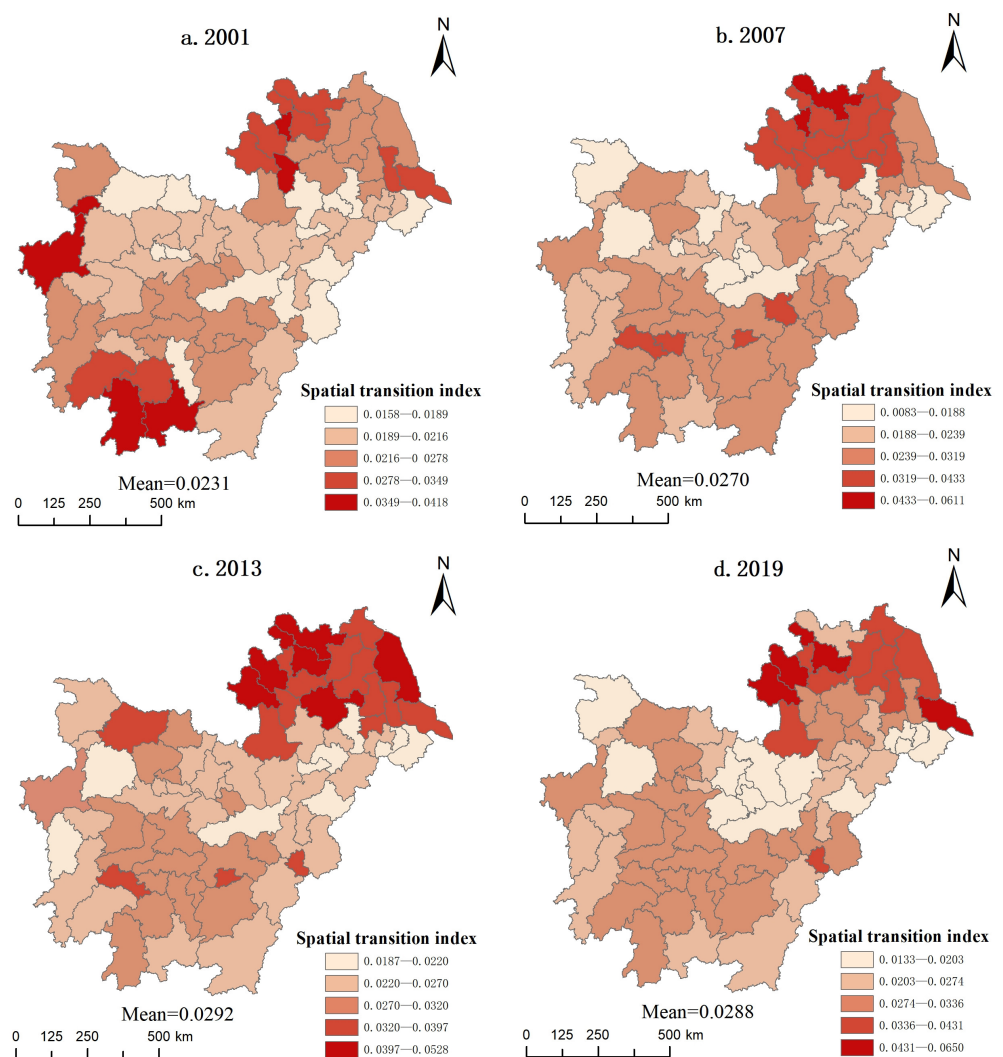 a. 2001
N
Spatial transition index
0.0158—0.0189
0.0189—0.0216
0.0216—0.0278
0.0278—0.0349
0.0349—0.0418
Mean=0.0231
0 125 250 500 km
b. 2007
N
Spatial transition index
0.0083—0.0188
0.0188—0.0239
0.0239—0.0319
0.0319—0.0433
0.0433—0.0611
Mean=0.0270
0 125 250 500 km
c. 2013
N
Spatial transition index
0.0187—0.0220
0.0220—0.0270
0.0270—0.0320
0.0320—0.0397
0.0397—0.0528
Mean=0.0292
0 125 250 500 km
d. 2019
N
Spatial transition index
0.0133—0.0203
0.0203—0.0274
0.0274—0.0336
0.0336—0.0431
0.0431—0.0650
Mean=0.0288
0 125 250 500 km